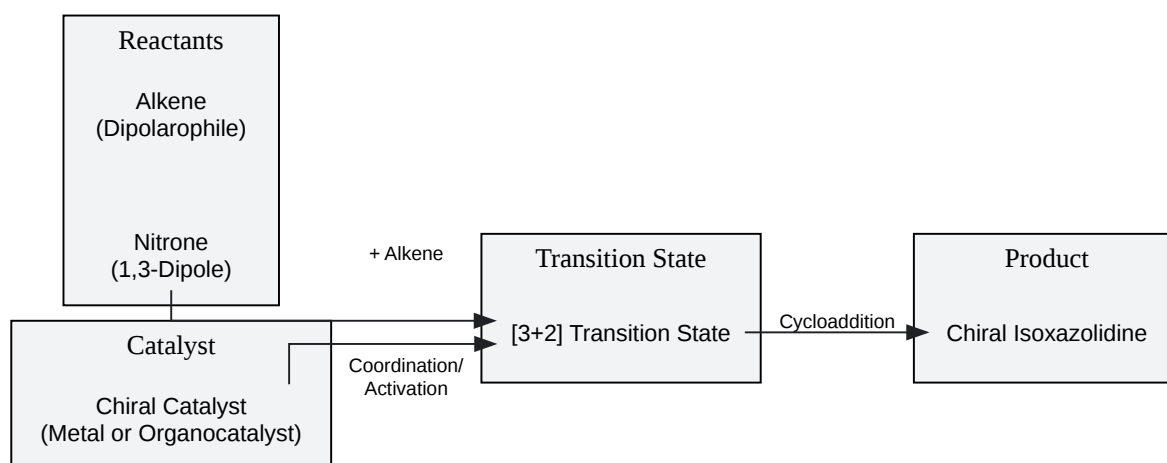 Reactants
Alkene
(Dipolarophile)
Nitrone
(1,3-Dipole)
+ Alkene
Transition State
[3+2] Transition State
Cycloaddition
Product
Chiral Isoxazolidine
Catalyst
Coordination/
Activation
Chiral Catalyst
(Metal or Organocatalyst)